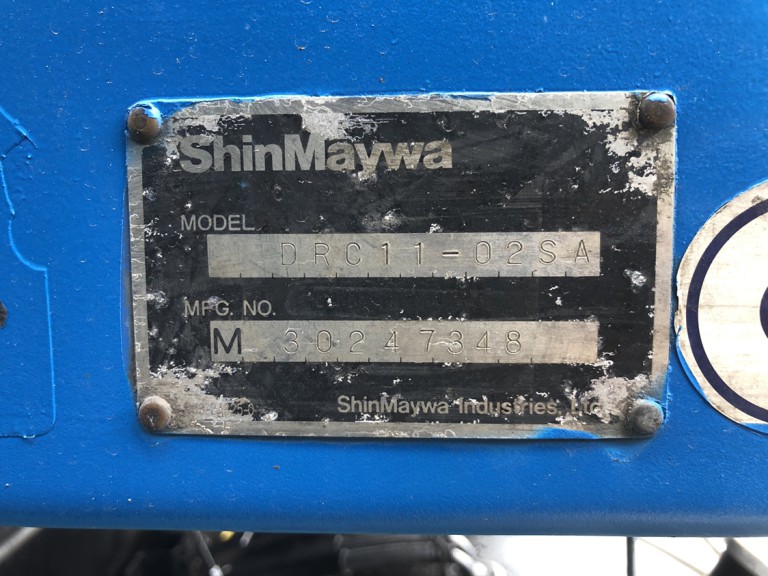 ShinMaywa
MODEL
DRC11-02SA
MFG. NO.
M 30247348
ShinMaywa Industries, Ltd.